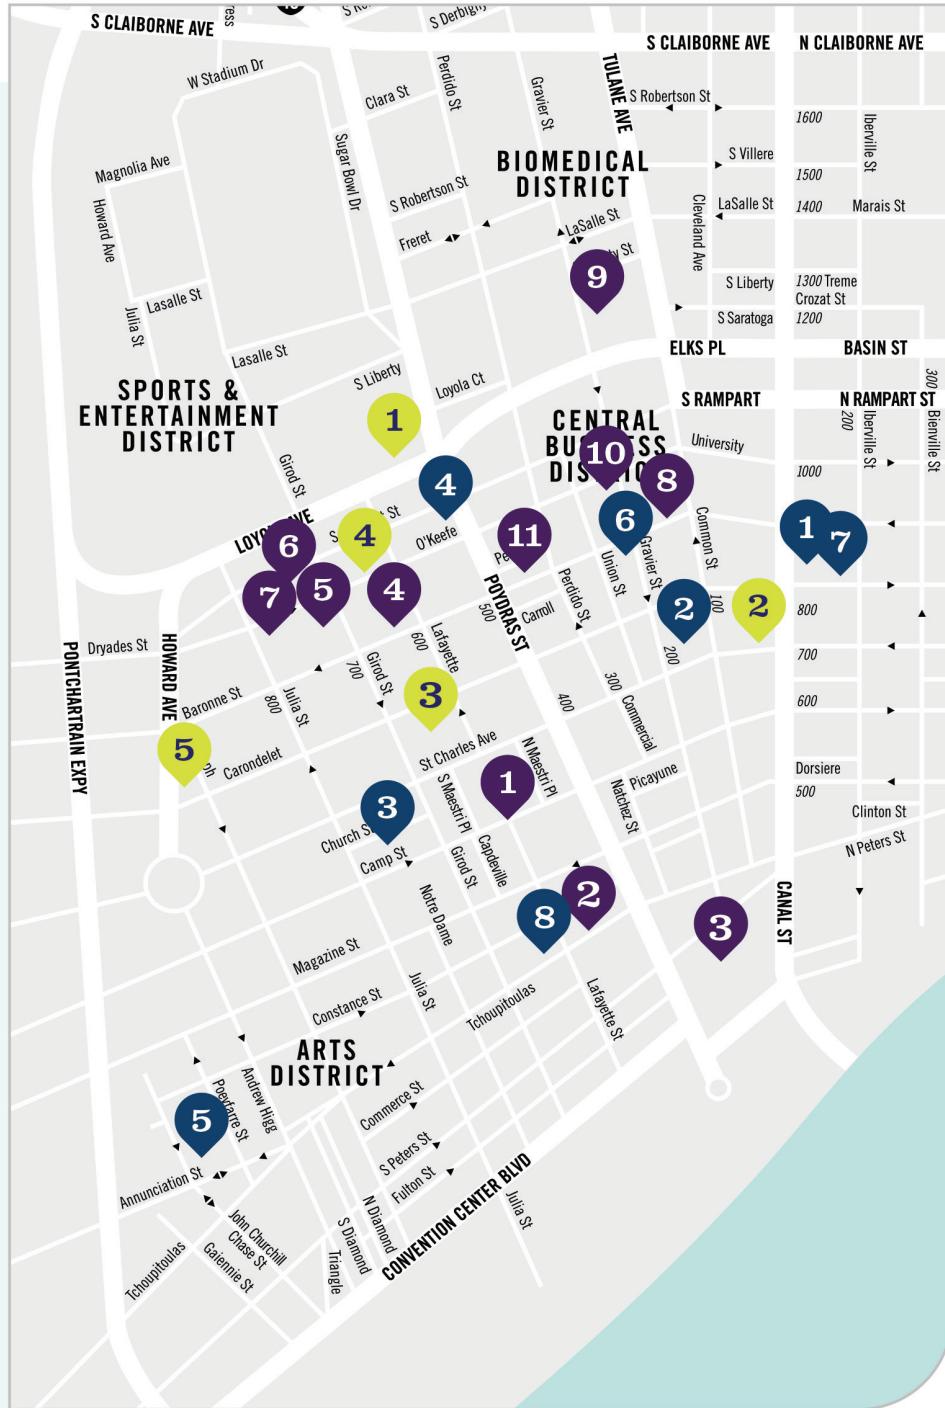 S CLAIBORNE AVE
S Derbigny
S CLAIBORNE AVE
N CLAIBORNE AVE
W Stadium Dr
Clara St
Perdido St
Gravier St
TULANE AVE
S Robertson St
1600
Iberville St
Magnolia Ave
Sugar Bowl Dr
BIOMEDICAL
DISTRICT
S Villere
1500
S Robertson St
Howard Ave
Freret
LaSalle St
Cleveland Ave
LaSalle St
1400
Marais St
9
Julia St
Lasalle St
S Liberty
1300 Treme
Crozat St
S Saratoga
1200
Lasalle St
S Liberty
Loyola Ct
ELKS PL
BASIN ST
300
SPORTS &
ENTERTAINMENT
DISTRICT
1
CENTRAL
BUSINESS
DISTRICT
S RAMPART
N RAMPART ST
200
Iberville St
Bienville St
University
10
8
1000
Girod St
4
LOYOLA AVE
6
4
O'Keefe
11
6
Common St
1
7
Gravier St
Union St
7
5
4
POYDRAS ST
500
Carroll
Perdido St
2
100
2
800
Dryades St
HOWARD AVE
PONTCHARTRAIN EXPY
600
Lafayette
700
Girod St
200
700
Baronne St
800
Julia St
3
300
Commercial
400
600
5
Carondelet
St Charles Ave
N Maestri Pl
S Maestri Pl
1
Picayune
Natchez St
Dorsiere
500
3
Church St
Camp St
Girod St
Capdeville
Clinton St
N Peters St
Notre Dame
8
2
3
CANAL ST
Magazine St
Constance St
Julia St
Tchoupitoulas
Lafayette St
ARTS
DISTRICT
5
Poeyfarre St
Andrew Higg
Commerce St
S Peters St
Fulton St
Annunciation St
John Churchill
Chase St
Gaiennie St
Tchoupitoulas
Triangle
S Diamond
N Diamond
CONVENTION CENTER BLVD
Julia St